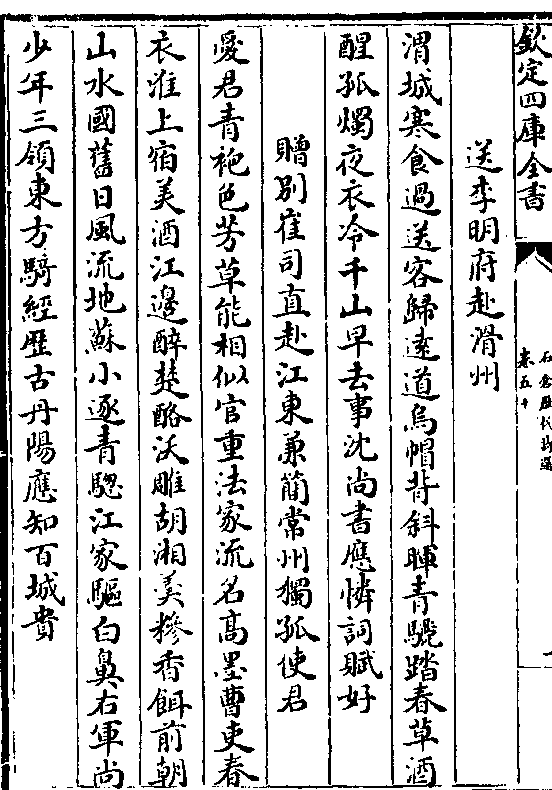 欽定四庫全書
石倉歷代詩選
卷五十
送李明府赴滑州
渭城寒食過送客歸遠道烏帽背斜暉青驄踏春草酒
醒孤燭夜衣冷千山早去事沈尚書應憐詞賦好
贈別崔司直赴江東兼簡常州獨孤使君
愛君青袍色芳草能相似官重法家流名高墨曹吏春
衣淮上宿美酒江邊醉楚酪沃雕胡湘羮糝香餌前朝
山水國舊日風流地蘇小逐青驄江家驅白鼻右軍尚
少年三領東方騎經歴古丹陽應知百城貴